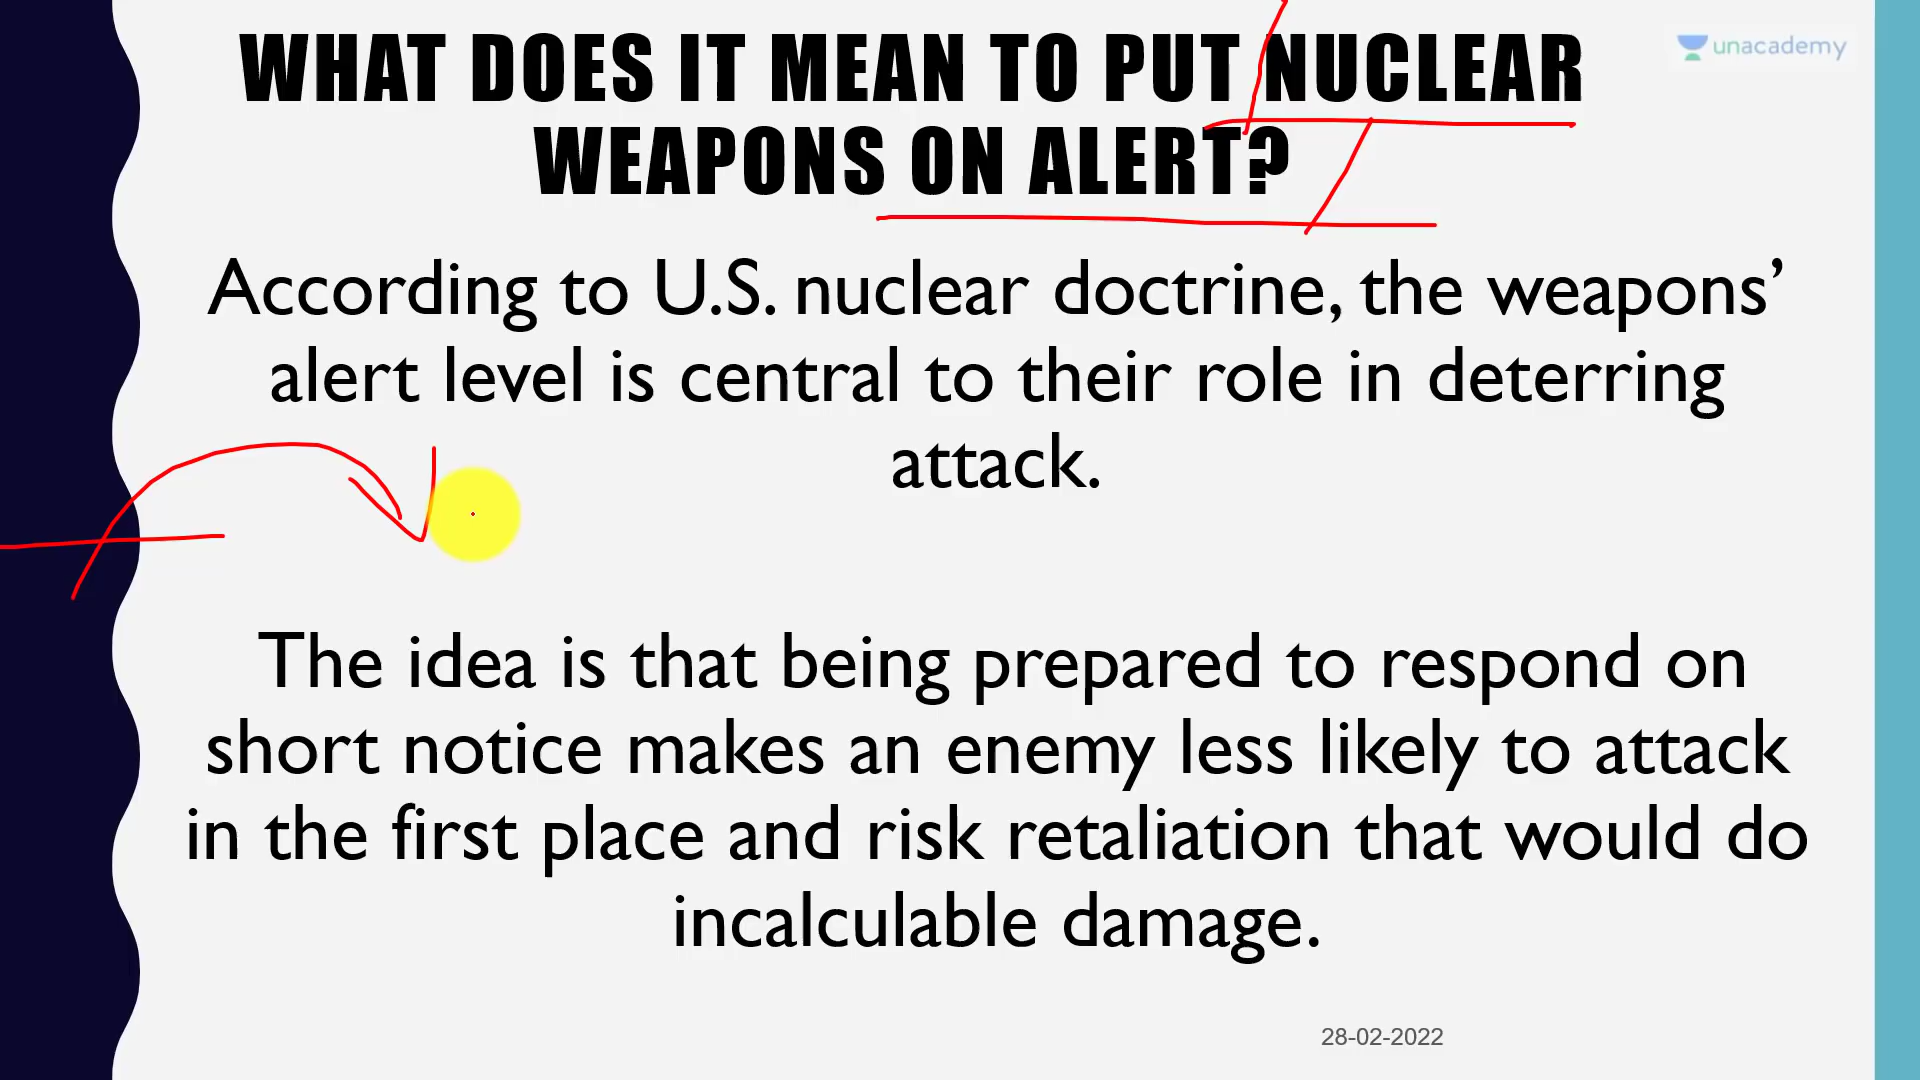 WHAT DOES IT MEAN TO PUT NUCLEAR
WEAPONS ON ALERT?
unacademy
According to U.S. nuclear doctrine, the weapons’
alert level is central to their role in deterring
attack.
The idea is that being prepared to respond on
short notice makes an enemy less likely to attack
in the first place and risk retaliation that would do
incalculable damage.
28-02-2022